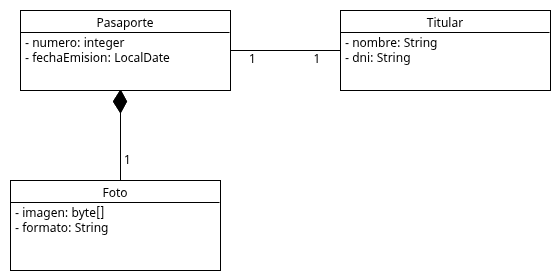 Pasaporte
- numero: integer
- fechaEmision: LocalDate
1
1
Titular
- nombre: String
- dni: String
1
Foto
- imagen: byte[]
- formato: String